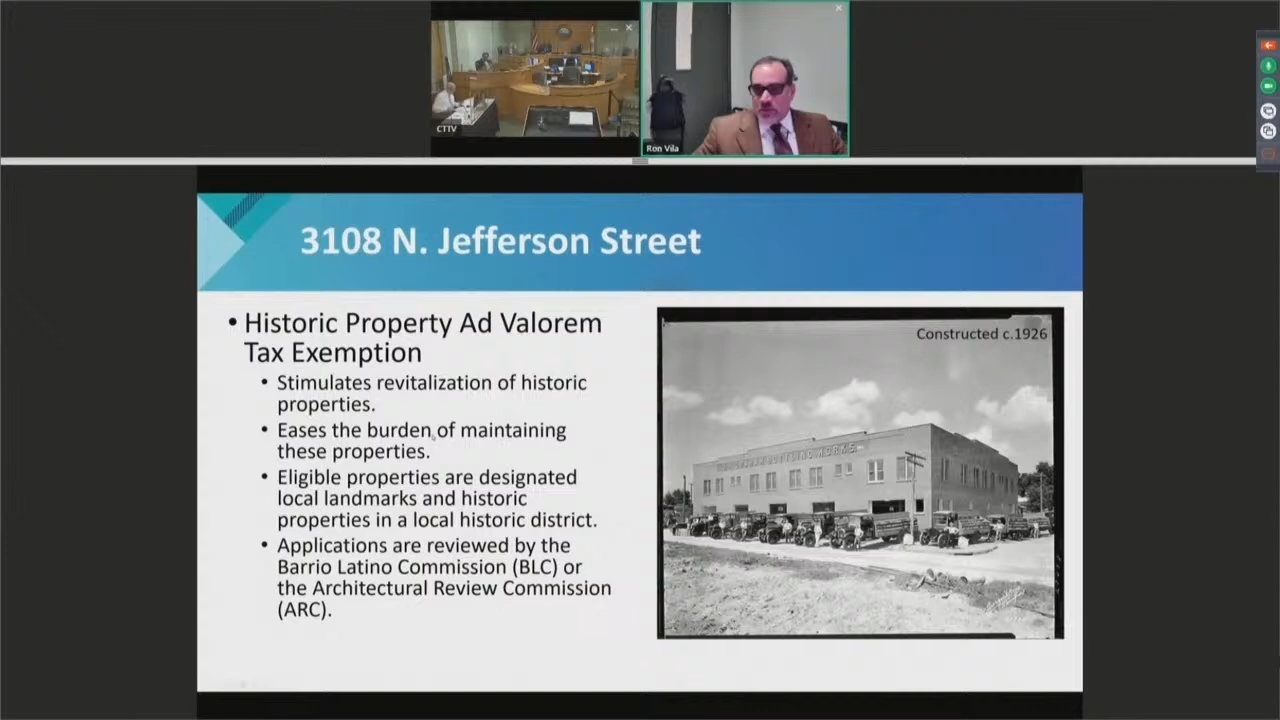 CTTV
Ron Vila
3108 N. Jefferson Street
• Historic Property Ad Valorem
Tax Exemption
• Stimulates revitalization of historic
properties.
• Eases the burden of maintaining
these properties.
• Eligible properties are designated
local landmarks and historic
properties in a local historic district.
• Applications are reviewed by the
Barrio Latino Commission (BLC) or
the Architectural Review Commission
(ARC).
Constructed c.1926
BOTTLING WORKS